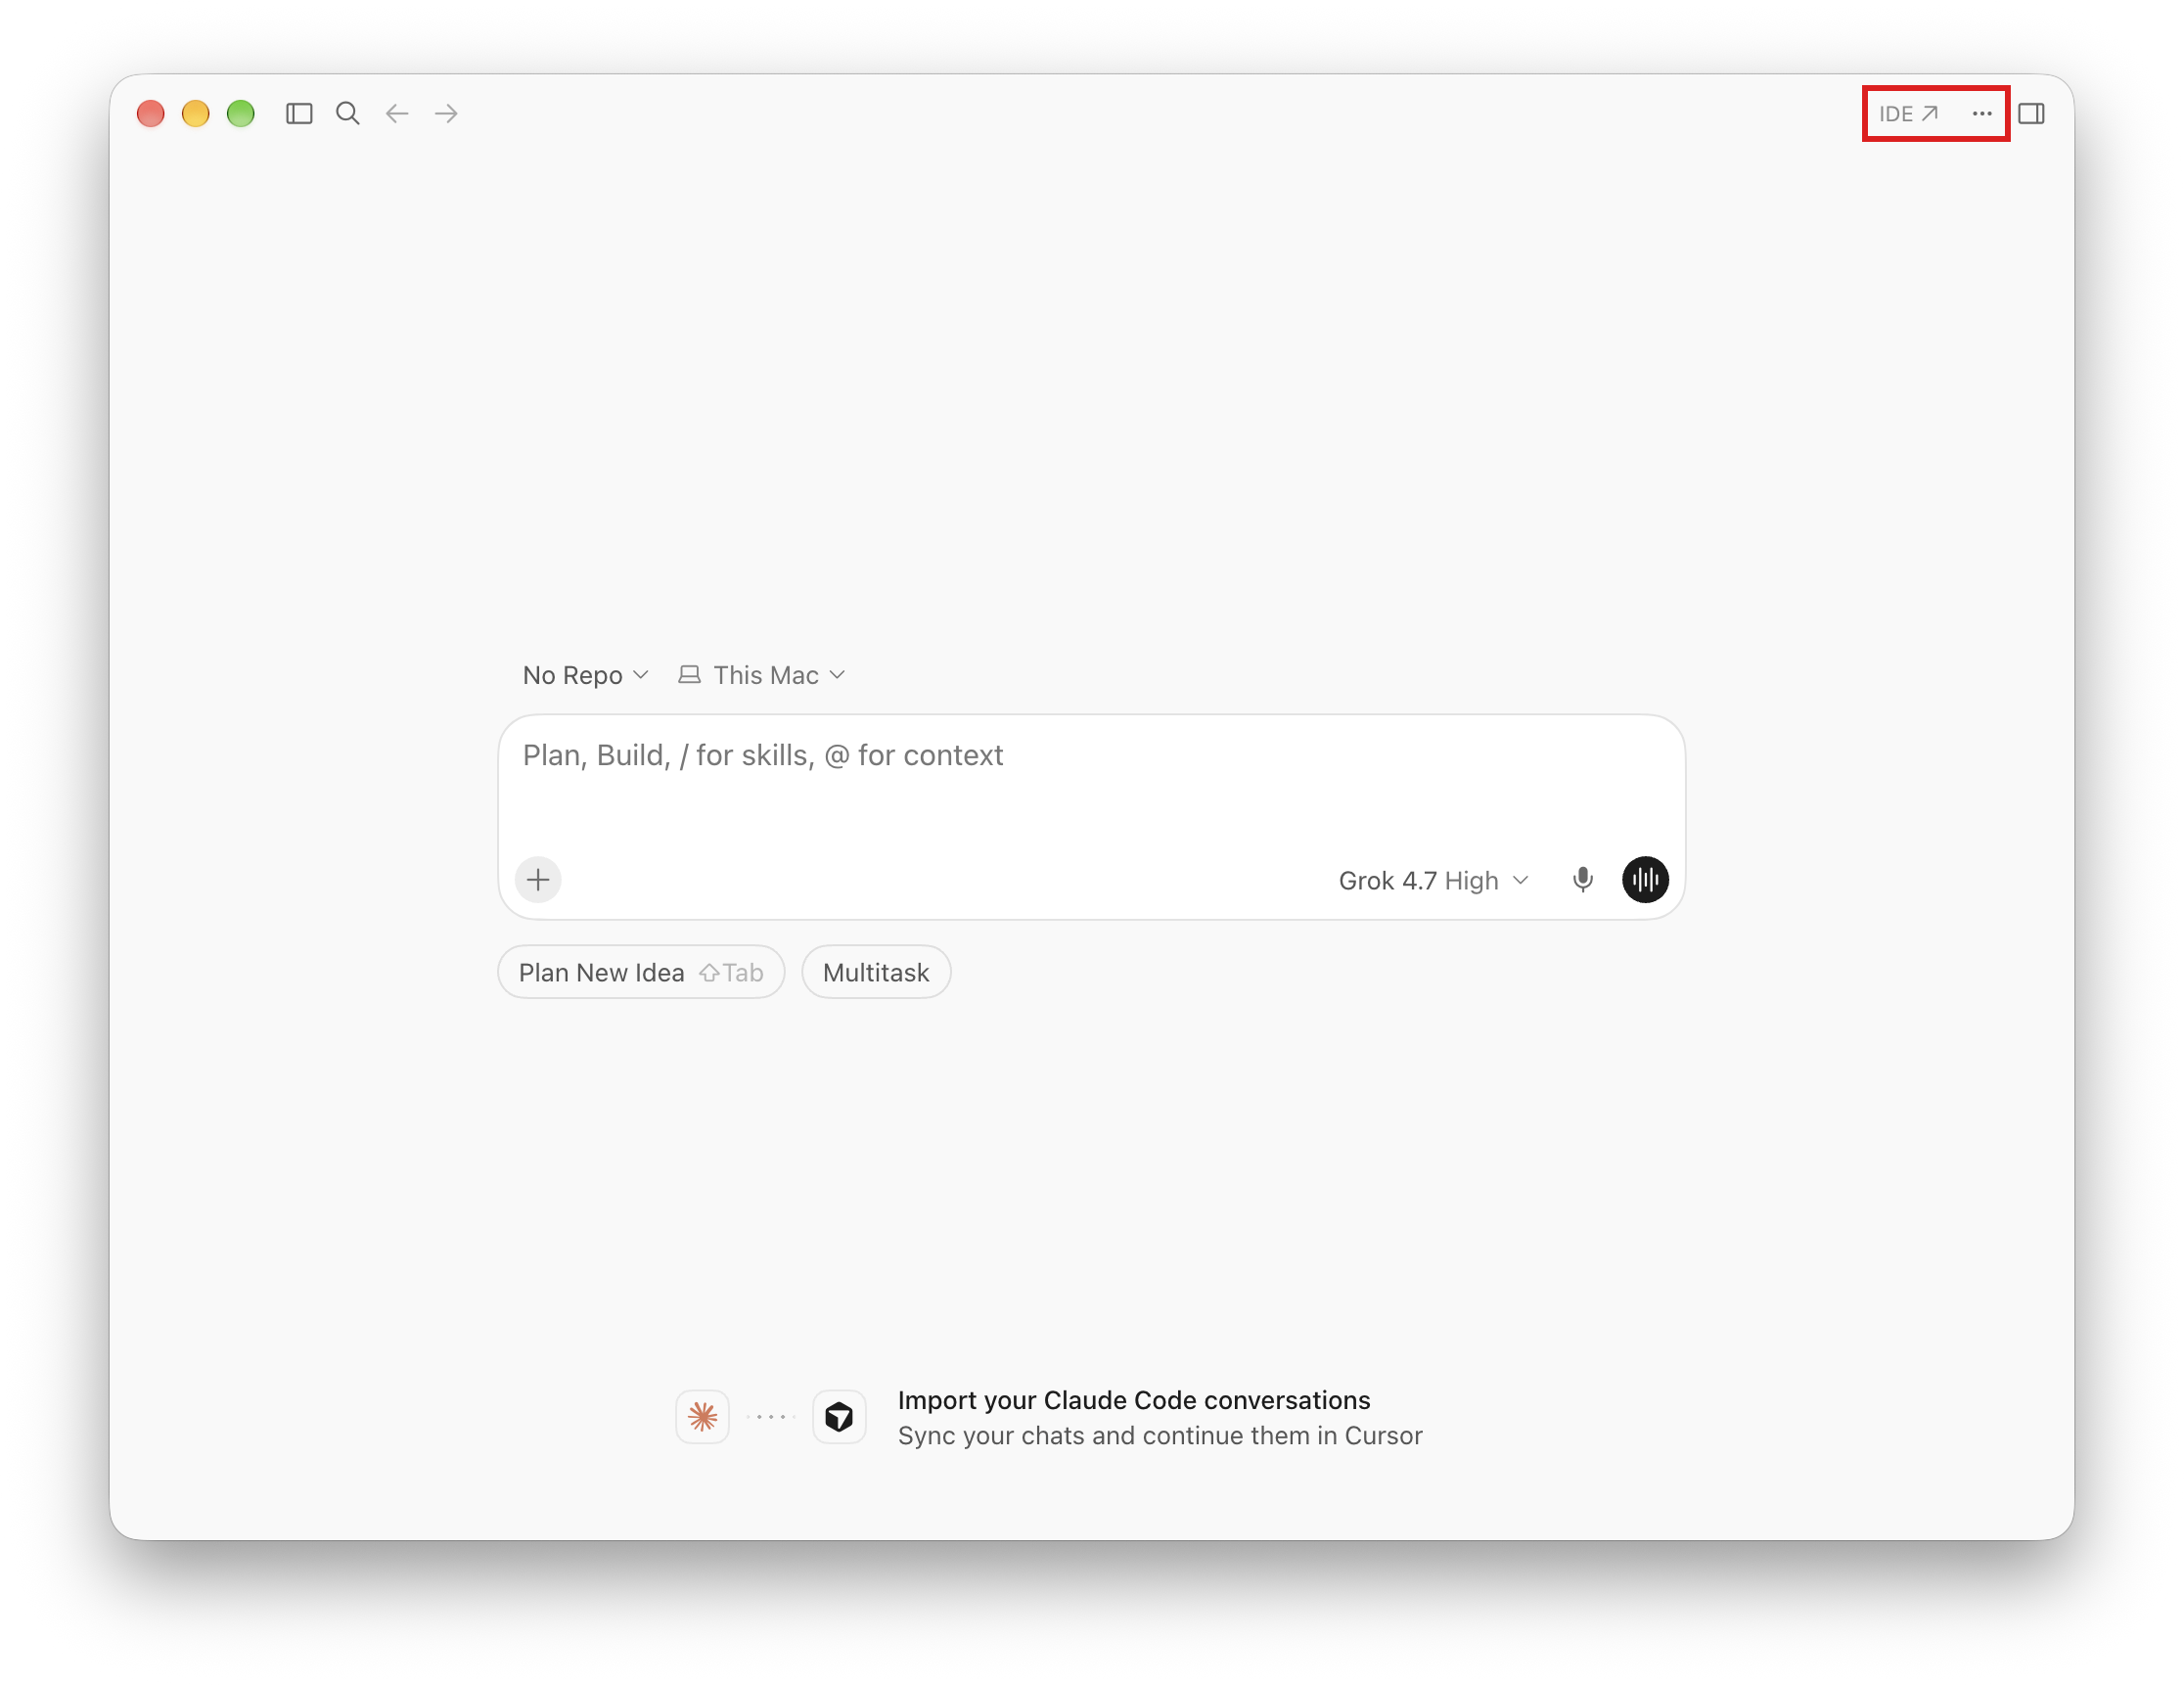 IDE
No Repo This Mac
Plan, Build, / for skills, @ for context
Grok 4.7 High
Plan New Idea ⇧Tab Multitask
Import your Claude Code conversations
Sync your chats and continue them in Cursor